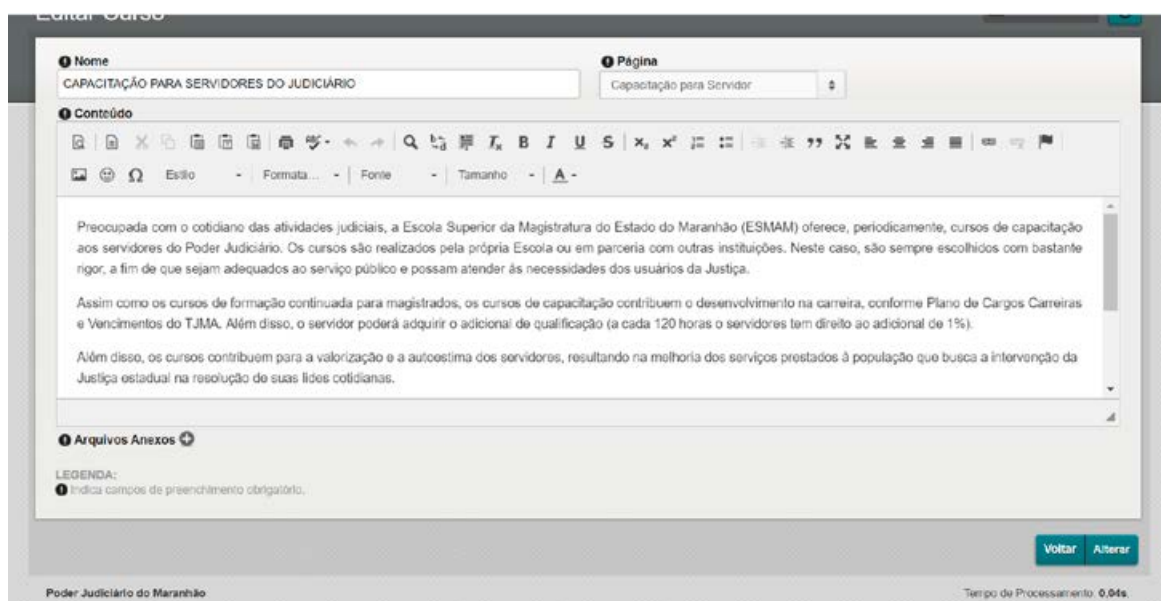 Editar Curso
Nome
Página
CAPACITAÇÃO PARA SERVIDORES DO JUDICIÁRIO
Capacitação para Servidor
Conteúdo
B I U S
Estilo Formata... Fonte Tamanho A
Preocupada com o cotidiano das atividades judiciais, a Escola Superior da Magistratura do Estado do Maranhão (ESMAM) oferece, periodicamente, cursos de capacitação
aos servidores do Poder Judiciário. Os cursos são realizados pela própria Escola ou em parceria com outras instituições. Neste caso, são sempre escolhidos com bastante
rigor, a fim de que sejam adequados ao serviço público e possam atender às necessidades dos usuários da Justiça.
Assim como os cursos de formação continuada para magistrados, os cursos de capacitação contribuem o desenvolvimento na carreira, conforme Plano de Cargos Carreiras
e Vencimentos do TJMA. Além disso, o servidor poderá adquirir o adicional de qualificação (a cada 120 horas o servidores tem direito ao adicional de 1%).
Além disso, os cursos contribuem para a valorização e a autoestima dos servidores, resultando na melhoria dos serviços prestados à população que busca a intervenção da
Justiça estadual na resolução de suas lides cotidianas.
Arquivos Anexos
LEGENDA:
Indica campos de preenchimento obrigatório.
Voltar Alterar
Poder Judiciário do Maranhão
Tempo de Processamento: 0,04s.